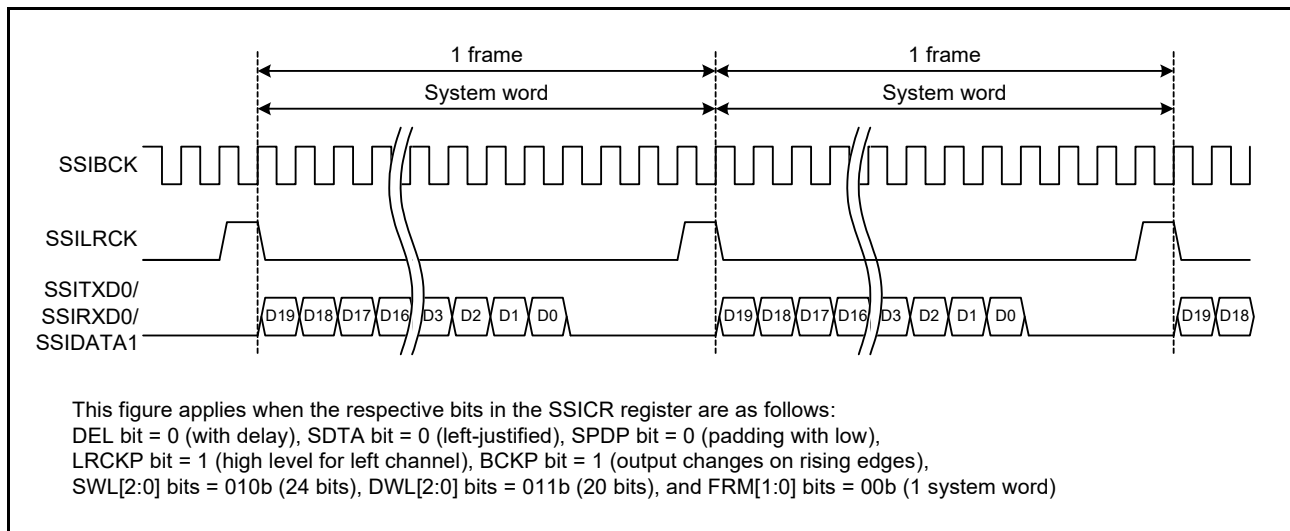 1 frame 1 frame
System word System word
SSIBCK
SSILRCK
SSITXD0/
SSIRXD0/
SSIDATA1
D19 D18 D17 D16 D3 D2 D1 D0 D19 D18 D17 D16 D3 D2 D1 D0 D19 D18
This figure applies when the respective bits in the SSICR register are as follows:
DEL bit = 0 (with delay), SDTA bit = 0 (left-justified), SPDP bit = 0 (padding with low),
LRCKP bit = 1 (high level for left channel), BCKP bit = 1 (output changes on rising edges),
SWL[2:0] bits = 010b (24 bits), DWL[2:0] bits = 011b (20 bits), and FRM[1:0] bits = 00b (1 system word)